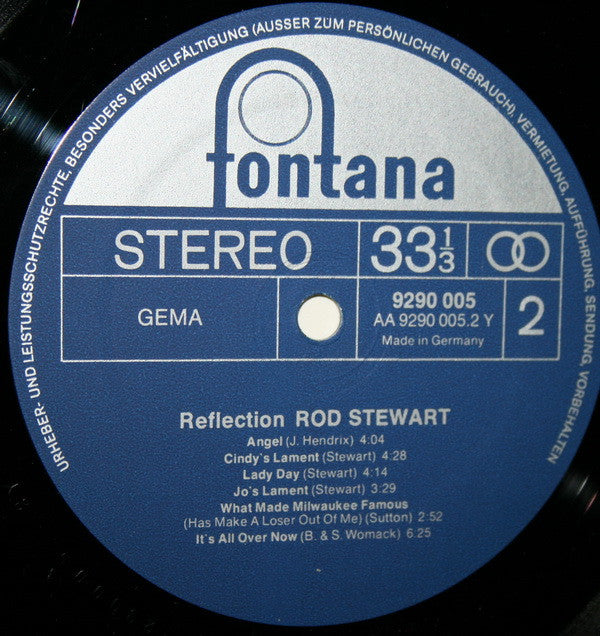 URHEBER- UND LEISTUNGSSCHUTZRECHTE, BESONDERS VERVIELFÄLTIGUNG (AUSSER ZUM PERSÖNLICHEN GEBRAUCH), VERMIETUNG, AUFFÜHRUNG, SENDUNG, VORBEHALTEN
fontana
STEREO 33 1/3
GEMA
9290 005
AA 9290 005.2 Y
Made in Germany
2
Reflection ROD STEWART
Angel (J. Hendrix) 4:04
Cindy's Lament (Stewart) 4:28
Lady Day (Stewart) 4:14
Jo's Lament (Stewart) 3:29
What Made Milwaukee Famous
(Has Make A Loser Out Of Me) (Sutton) 2:52
It's All Over Now (B. & S. Womack) 6:25